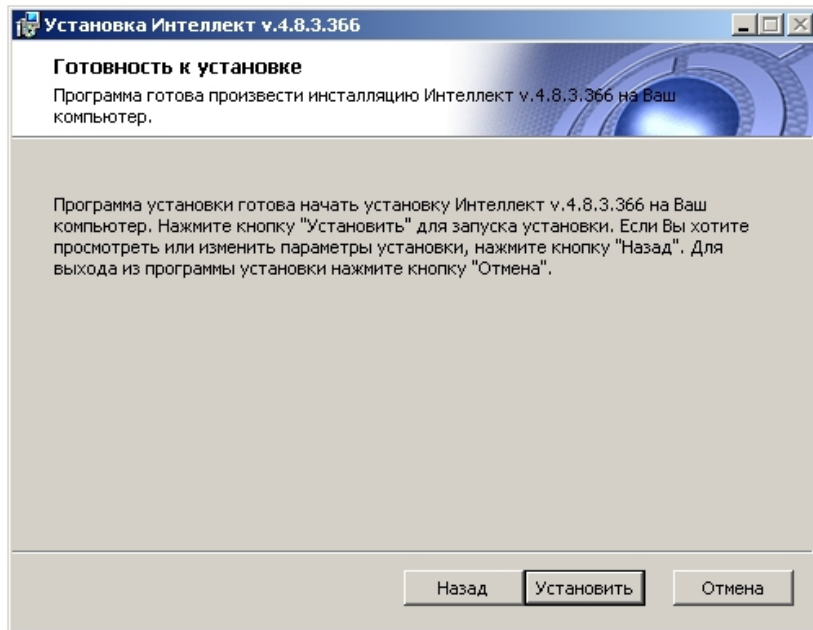 Установка Интеллект v.4.8.3.366
Готовность к установке
Программа готова произвести инсталляцию Интеллект v.4.8.3.366 на Ваш
компьютер.
Программа установки готова начать установку Интеллект v.4.8.3.366 на Ваш
компьютер. Нажмите кнопку "Установить" для запуска установки. Если Вы хотите
просмотреть или изменить параметры установки, нажмите кнопку "Назад". Для
выхода из программы установки нажмите кнопку "Отмена".
Назад Установить Отмена